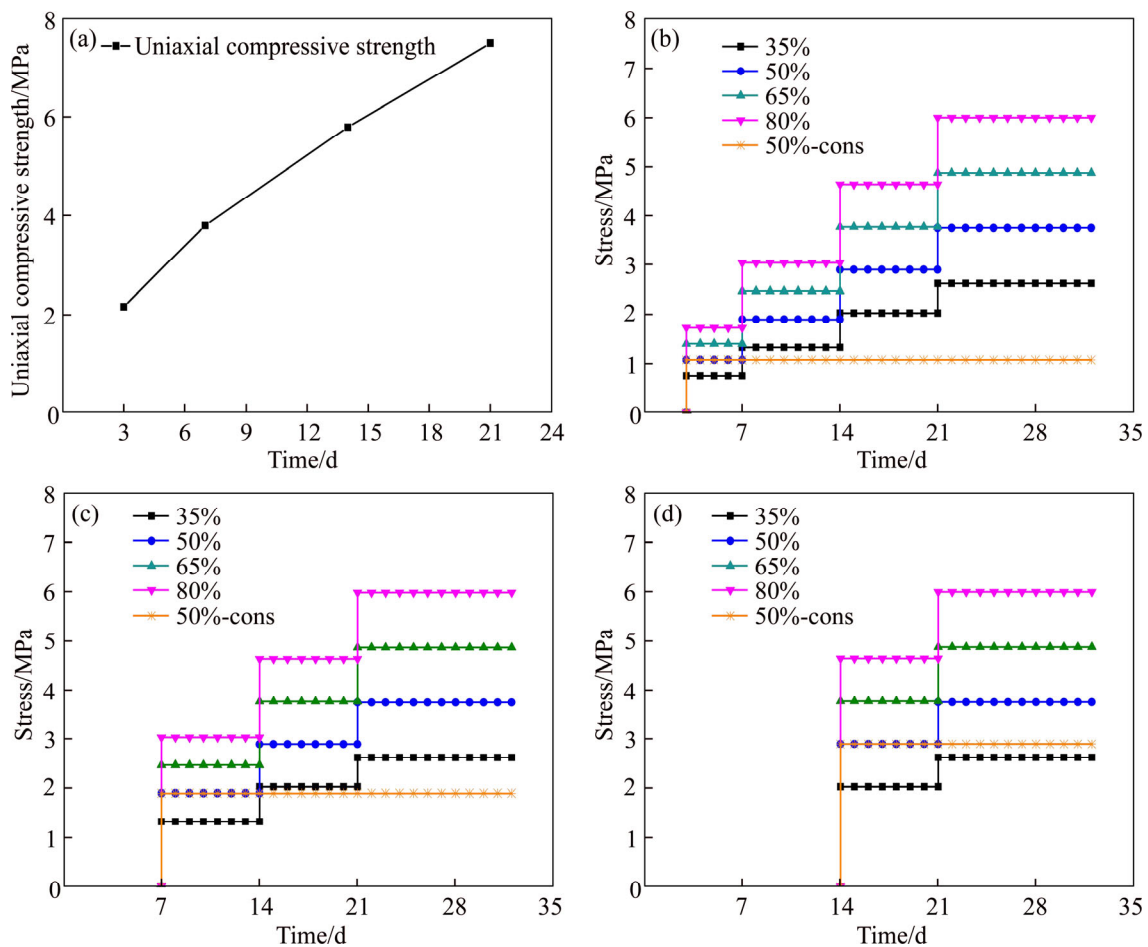 (a)
Uniaxial compressive strength
Uniaxial compressive strength/MPa
8
6
4
2
0
3 6 9 12 15 18 21 24
Time/d
(b)
35%
50%
65%
80%
50%-cons
Stress/MPa
8
7
6
5
4
3
2
1
0
7 14 21 28 35
Time/d
(c)
35%
50%
65%
80%
50%-cons
Stress/MPa
8
7
6
5
4
3
2
1
0
7 14 21 28 35
Time/d
(d)
35%
50%
65%
80%
50%-cons
Stress/MPa
8
7
6
5
4
3
2
1
0
7 14 21 28 35
Time/d